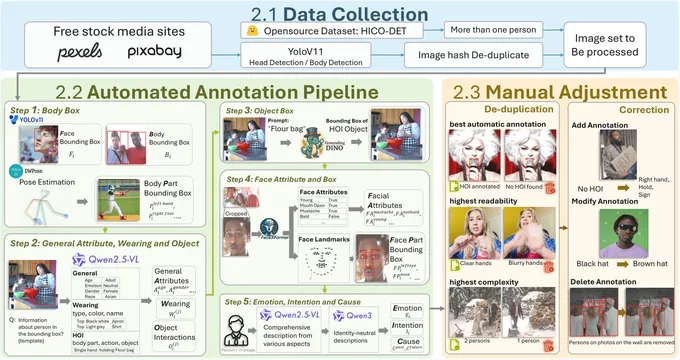 2.1 Data Collection
Free stock media sites
pexels
pixabay
Opensource Dataset: HICO-DET
More than one person
YoloV11
Head Detection / Body Detection
Image hash De-duplicate
Image set to
Be processed
2.2 Automated Annotation Pipeline
Step 1: Body Box
YOLOv11
Face
Bounding Box
Body
Bounding Box
DWPose
Pose Estimation
Body Part
Bounding Box
Step 2: General Attribute, Wearing and Object
Qwen2.5-VL
General
Age Adult
Emotion Neutral
Gender Female
Race Asian
Wearing
type, color, name
Top Black white Apron
Top Light grey Shirt
HOI
body part, action, object
Single hand holding Flour bag
Q: Information
about person in
the bounding box? (template)
General
Attributes
Wearing
Object
Interactions
Step 3: Object Box
Prompt:
"Flour bag"
Grounding
DINO
Bounding Box of
HOI Object
Step 4: Face Attribute and Box
Cropped
FaceXFormer
Face Attributes
Young True
Mouth Open True
Mustache True
Bald False
Face Landmarks
Facial
Attributes
Face Part
Bounding
Box
Step 5: Emotion, Intention and Cause
Qwen2.5-VL
Comprehensive
description from
various aspects
Qwen3
Identity-neutral
descriptions
Emotion
Intention
Cause
2.3 Manual Adjustment
De-duplication
best automatic annotation
HOI annotated
No HOI found
highest readability
Clear hands
Blurry hands
highest complexity
2 persons
1 person
Correction
Add Annotation
No HOI
Right hand,
Hold,
Sign
Modify Annotation
Black hat
Brown hat
Delete Annotation
Persons on photos on the wall are removed